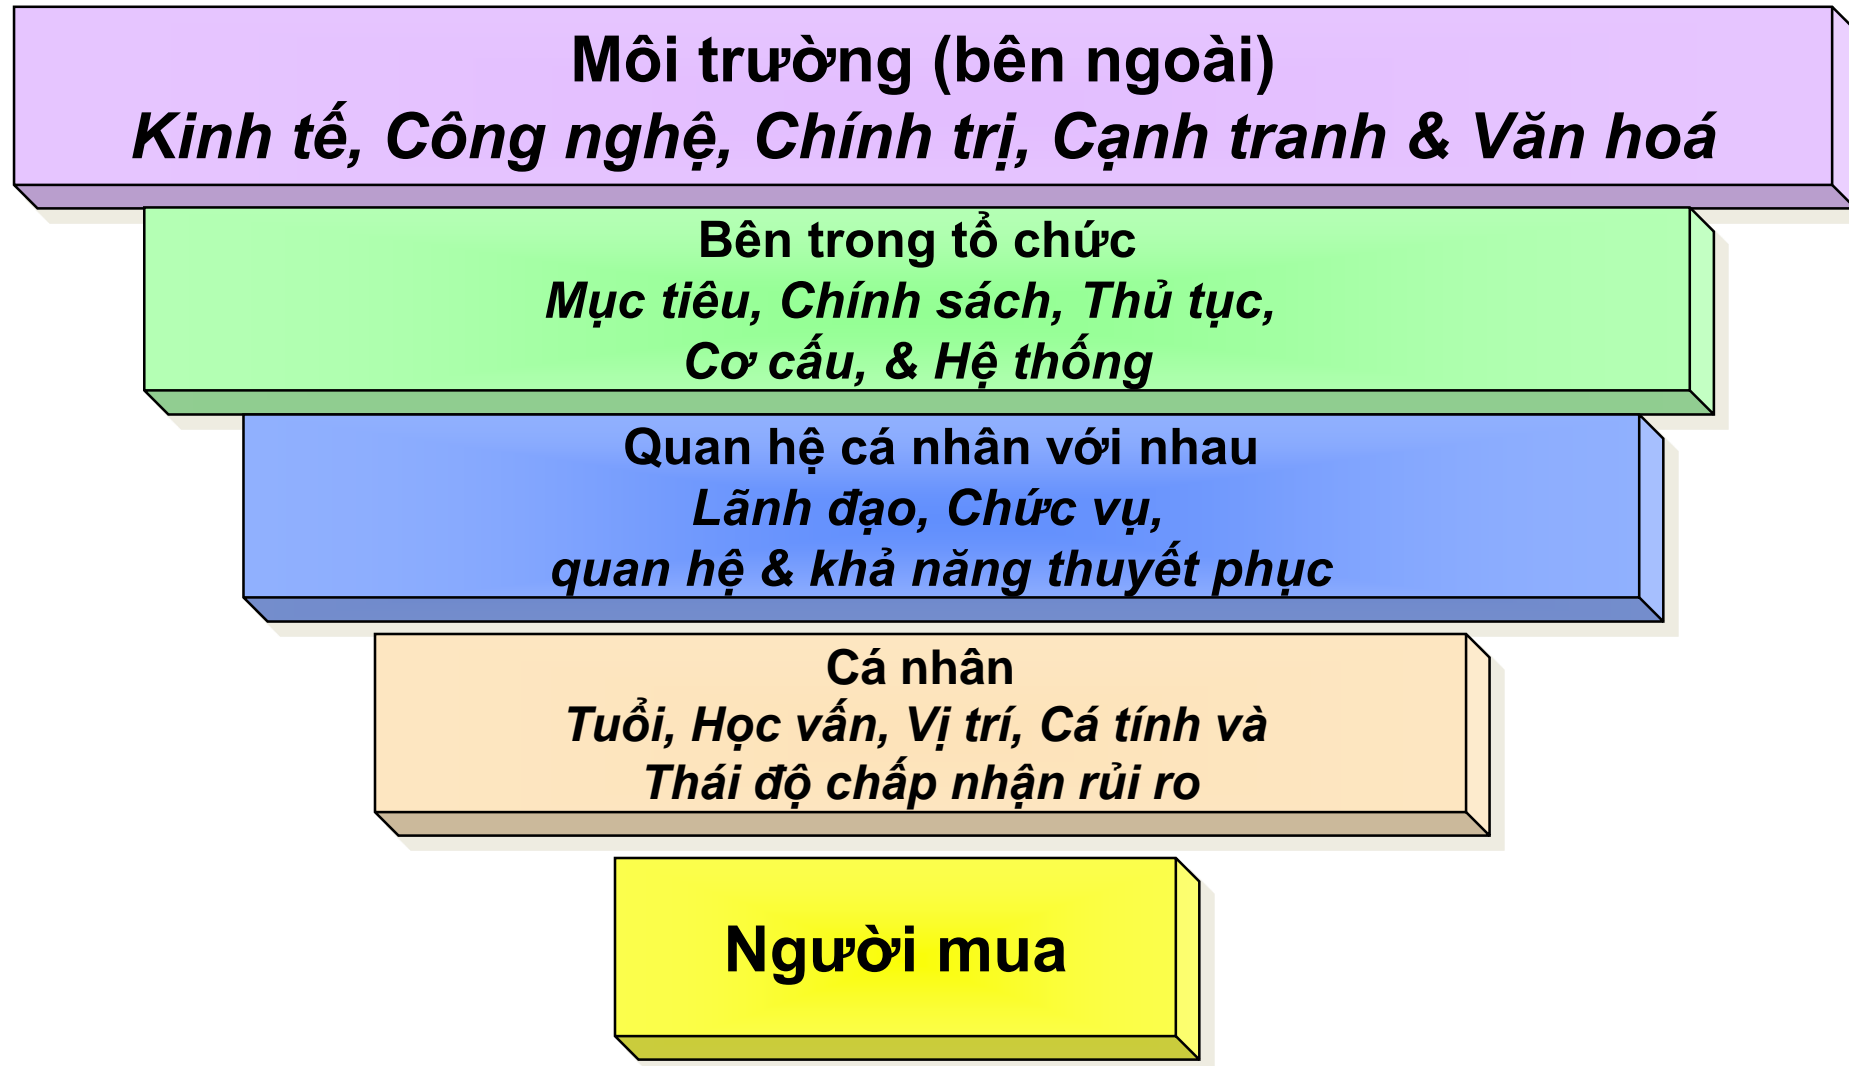 Môi trường (bên ngoài)
Kinh tế, Công nghệ, Chính trị, Cạnh tranh & Văn hoá
Bên trong tổ chức
Mục tiêu, Chính sách, Thủ tục,
Cơ cấu, & Hệ thống
Quan hệ cá nhân với nhau
Lãnh đạo, Chức vụ,
quan hệ & khả năng thuyết phục
Cá nhân
Tuổi, Học vấn, Vị trí, Cá tính và
Thái độ chấp nhận rủi ro
Người mua